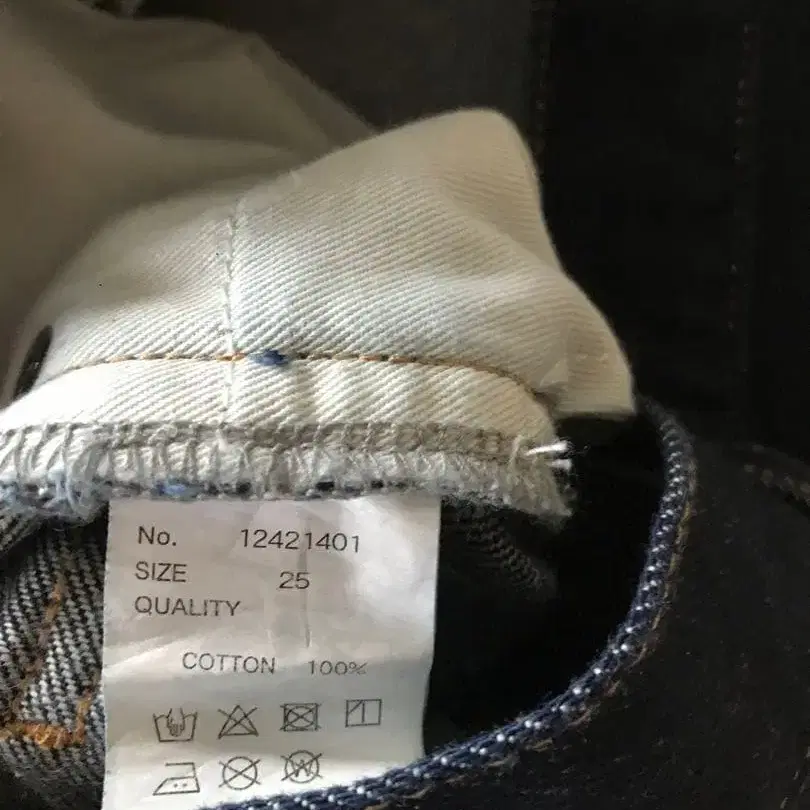 No. 12421401
SIZE 25
QUALITY
COTTON 100%